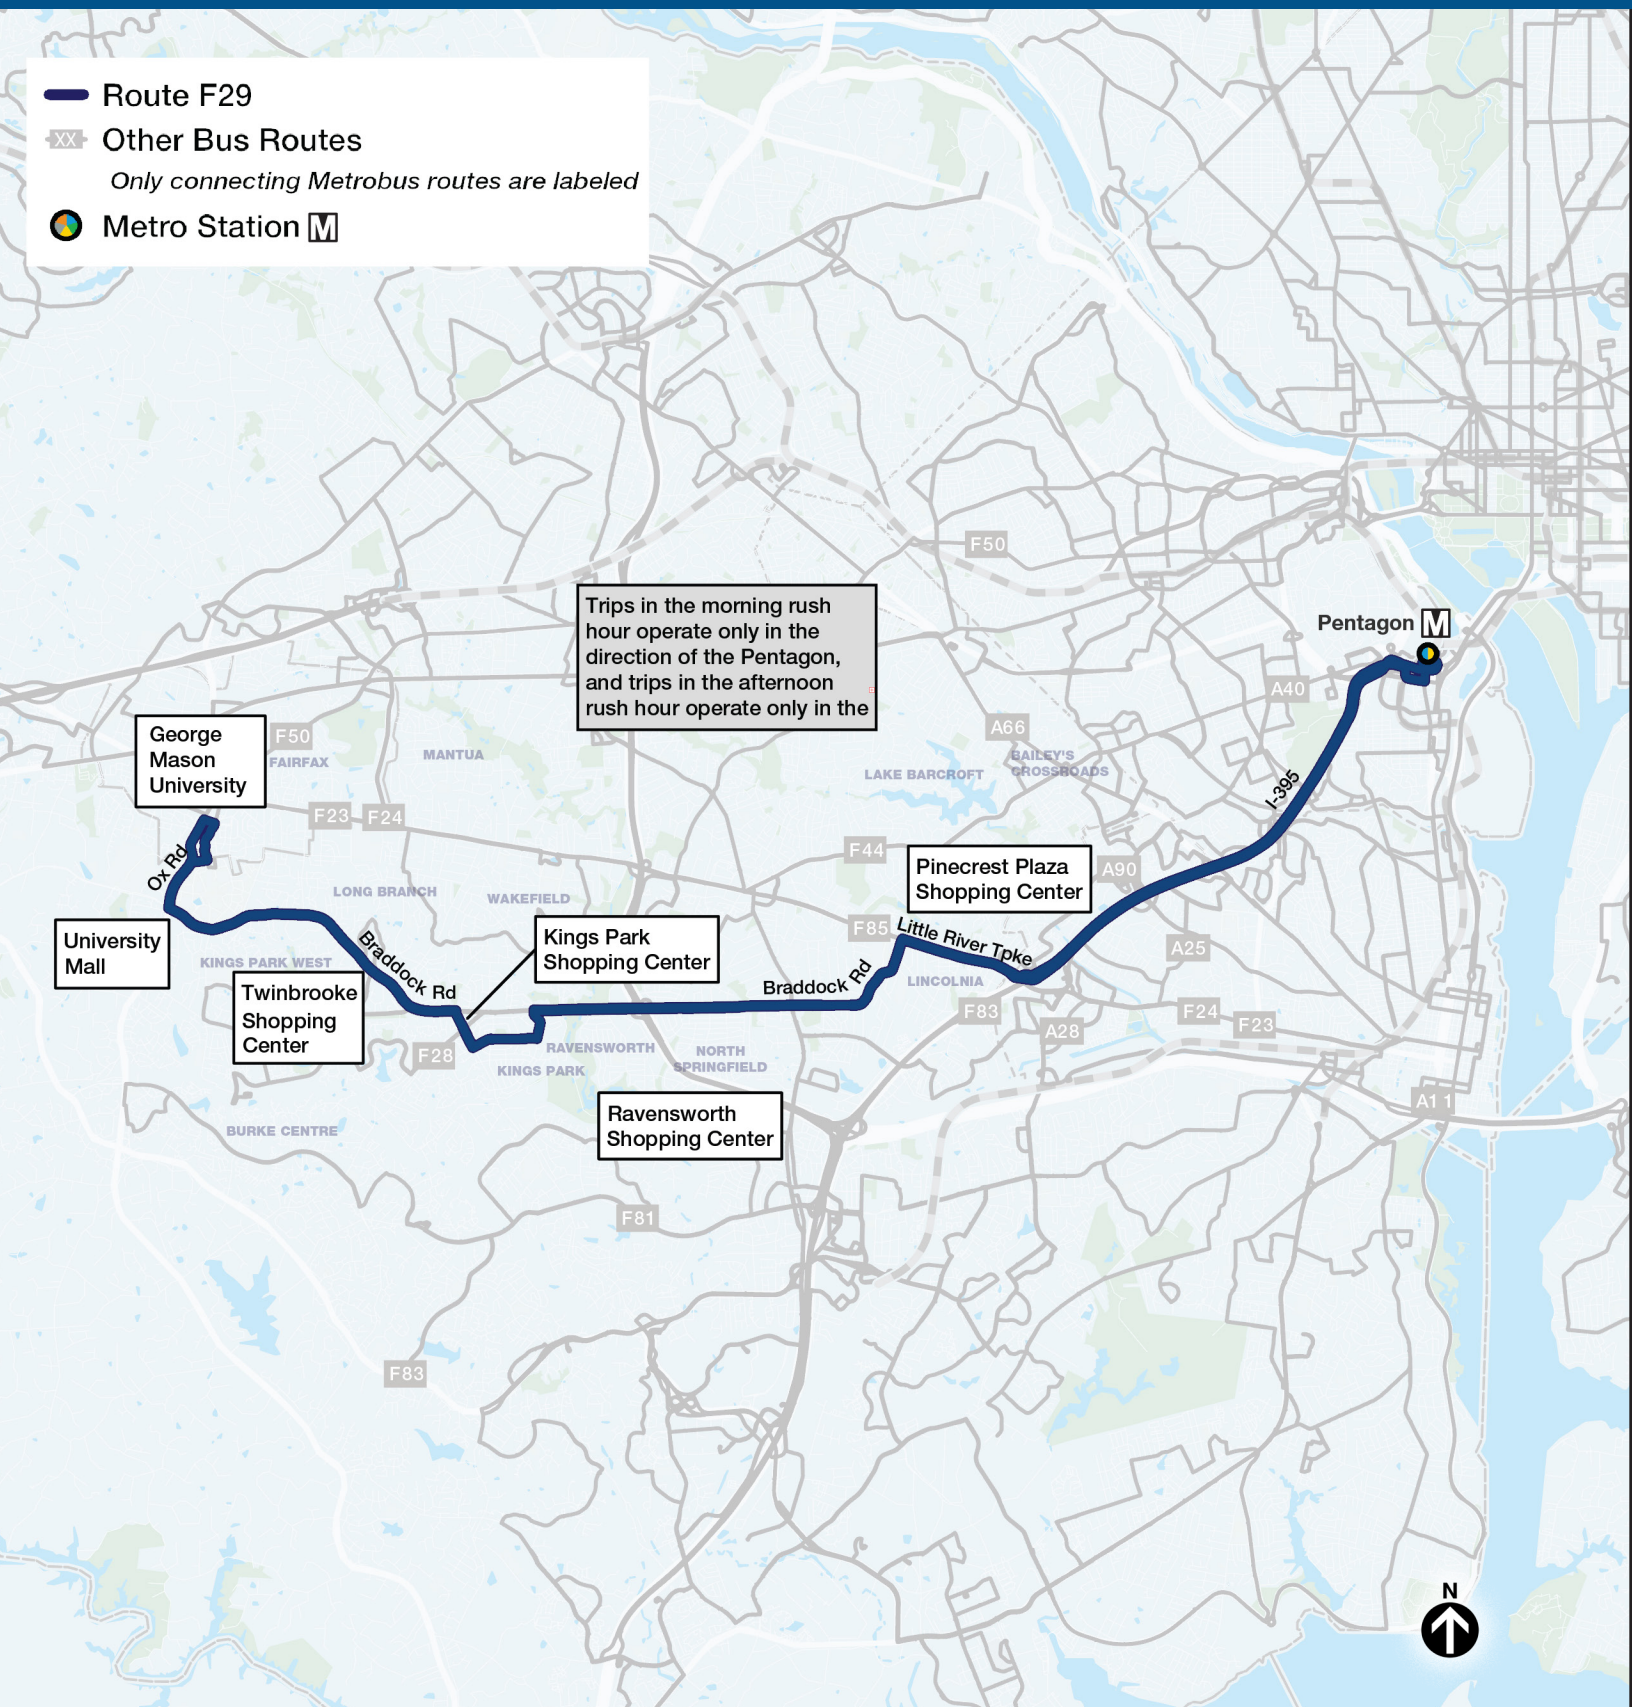 Route F29
XX Other Bus Routes
Only connecting Metrobus routes are labeled
Metro Station M
F50
Trips in the morning rush
hour operate only in the
direction of the Pentagon,
and trips in the afternoon
rush hour operate only in the
Pentagon M
A40
George
Mason
University
F50
FAIRFAX
MANTUA
A66
BAILEY'S
CROSSROADS
LAKE BARCROFT
I-395
F23
F24
F44
Pinecrest Plaza
Shopping Center
A90
Ox Rd
LONG BRANCH
WAKEFIELD
University
Mall
KINGS PARK WEST
Braddock Rd
Kings Park
Shopping Center
F85
Little River Tpke
A25
Twinbrooke
Shopping
Center
Braddock Rd
LINCOLNIA
F83
A28
F24
F23
F28
RAVENSWORTH
KINGS PARK
NORTH
SPRINGFIELD
Ravensworth
Shopping Center
A11
BURKE CENTRE
F81
F83
N